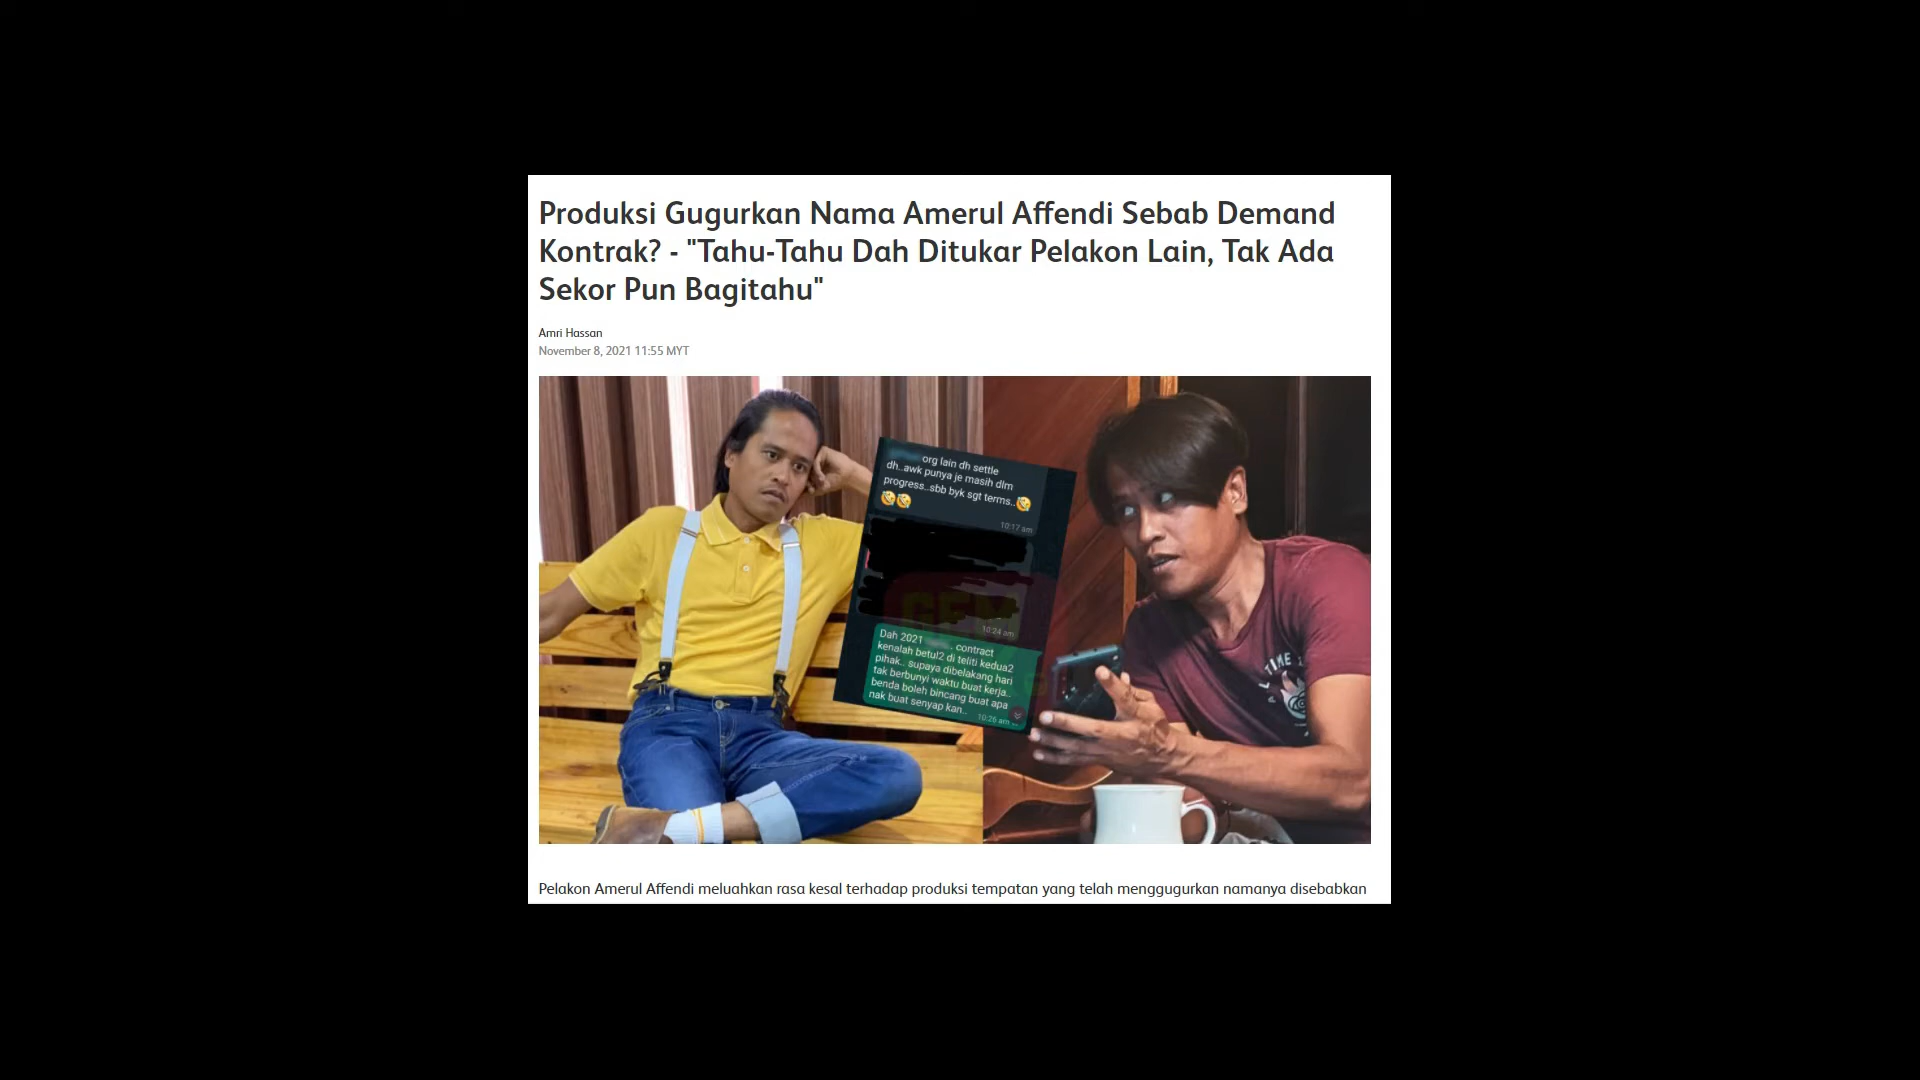 Produksi Gugurkan Nama Amerul Affendi Sebab Demand
Kontrak? - "Tahu-Tahu Dah Ditukar Pelakon Lain, Tak Ada
Sekor Pun Bagitahu"
Amri Hassan
November 8, 2021 11:55 MYT
org lain dh settle
dh..awk punya je masih dlm
progress..sbb byk sgt terms..
10:17 am
10:24 am
Dah 2021 .. contract
kenalah betul2 di teliti kedua2
pihak.. supaya dibelakang hari
tak berbunyi waktu buat kerja..
benda boleh bincang buat apa
nak buat senyap kan..
10:26 am
Pelakon Amerul Affendi meluahkan rasa kesal terhadap produksi tempatan yang telah menggugurkan namanya disebabkan